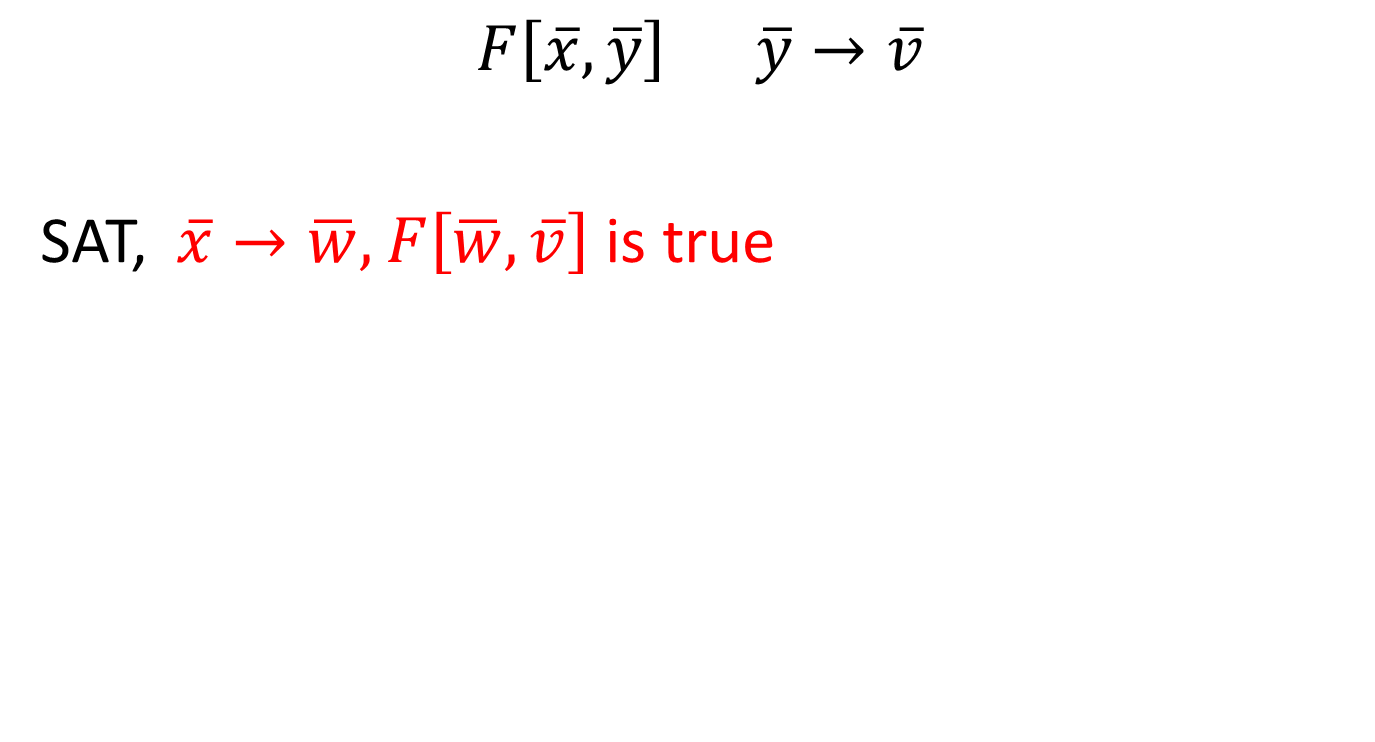 F[x̅, y̅] y̅ → v̅
SAT, x̅ → w̅, F[w̅, v̅] is true